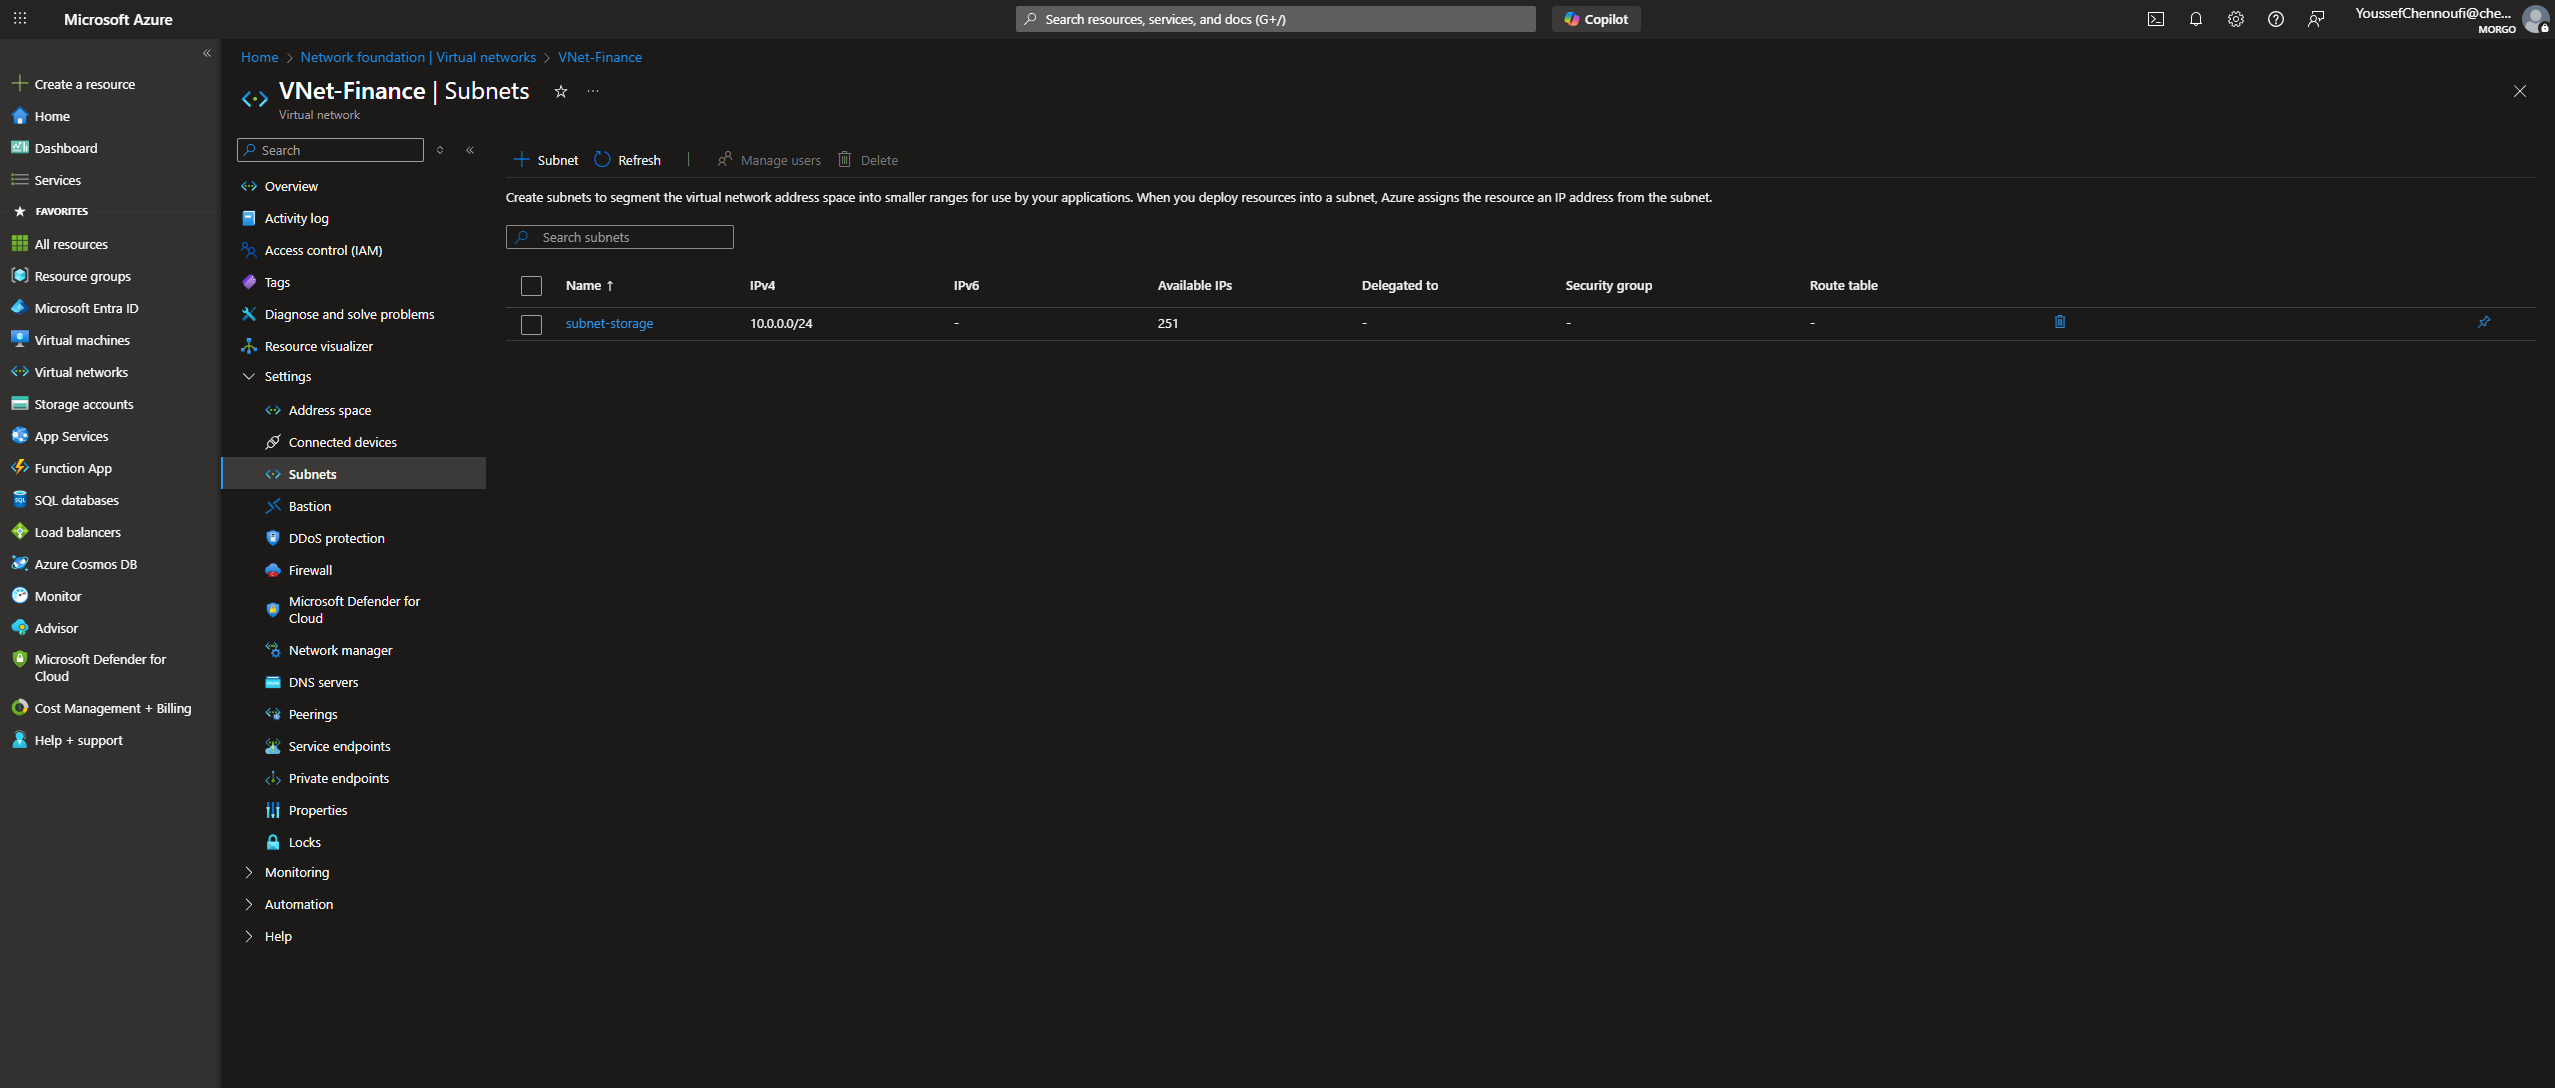 Microsoft Azure
Search resources, services, and docs (G+/)
Copilot
YoussefChennoufi@che...
MORGO
Create a resource
Home
Dashboard
Services
FAVORITES
All resources
Resource groups
Microsoft Entra ID
Virtual machines
Virtual networks
Storage accounts
App Services
Function App
SQL databases
Load balancers
Azure Cosmos DB
Monitor
Advisor
Microsoft Defender for
Cloud
Cost Management + Billing
Help + support
Home > Network foundation | Virtual networks > VNet-Finance
VNet-Finance | Subnets
Virtual network
Search
Overview
Activity log
Access control (IAM)
Tags
Diagnose and solve problems
Resource visualizer
Settings
Address space
Connected devices
Subnets
Bastion
DDoS protection
Firewall
Microsoft Defender for
Cloud
Network manager
DNS servers
Peerings
Service endpoints
Private endpoints
Properties
Locks
Monitoring
Automation
Help
Subnet Refresh | Manage users Delete
Create subnets to segment the virtual network address space into smaller ranges for use by your applications. When you deploy resources into a subnet, Azure assigns the resource an IP address from the subnet.
Search subnets
Name ↑ IPv4 IPv6 Available IPs Delegated to Security group Route table
subnet-storage 10.0.0.0/24 - 251 - - -